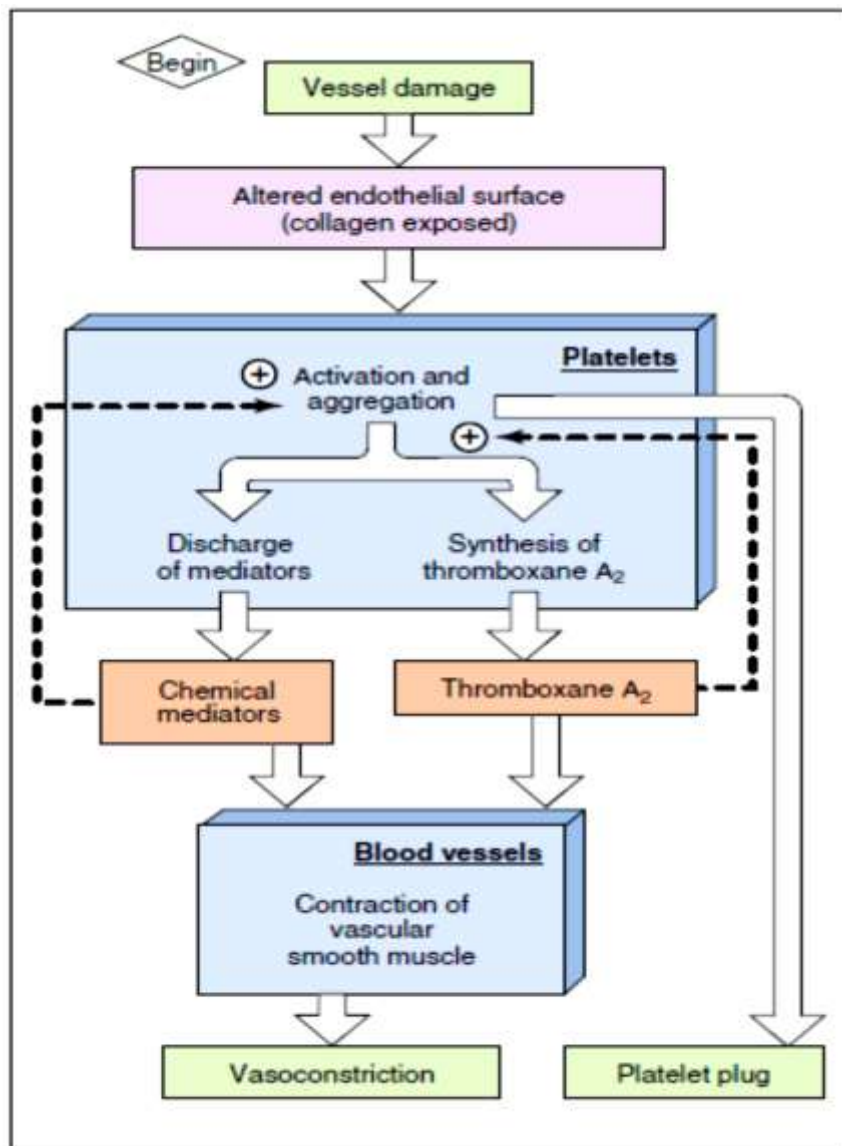 Begin
Vessel damage
Altered endothelial surface
(collagen exposed)
Platelets
+
Activation and
aggregation
+
Discharge
of mediators
Synthesis of
thromboxane A₂
Chemical
mediators
Thromboxane A₂
Blood vessels
Contraction of
vascular
smooth muscle
Vasoconstriction
Platelet plug